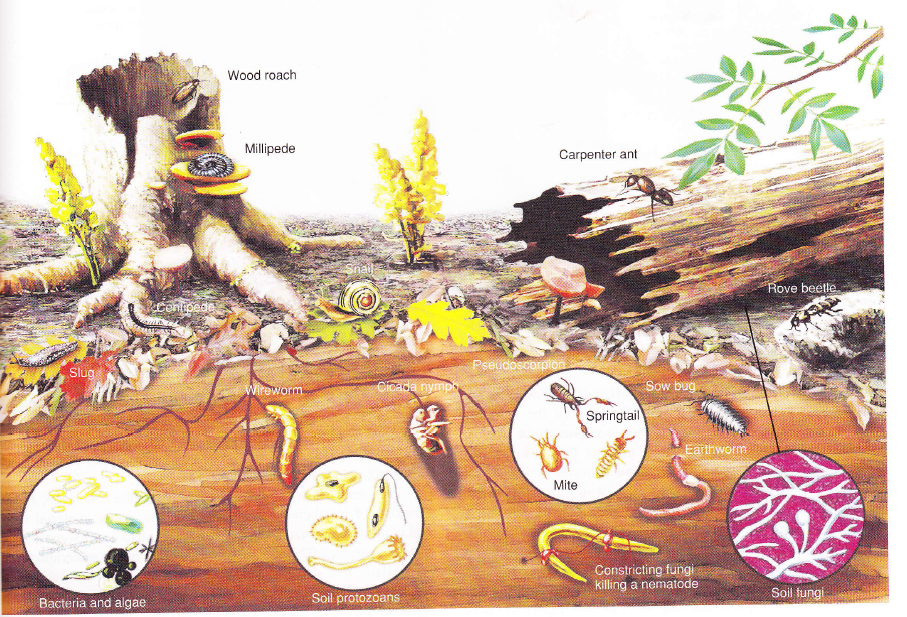 Wood roach
Millipede
Carpenter ant
Snail
Rove beetle
Centipede
Slug
Pseudoscorpion
Wireworm
Cicada nymph
Sow bug
Springtail
Earthworm
Mite
Constricting fungi
killing a nematode
Soil fungi
Soil protozoans
Bacteria and algae